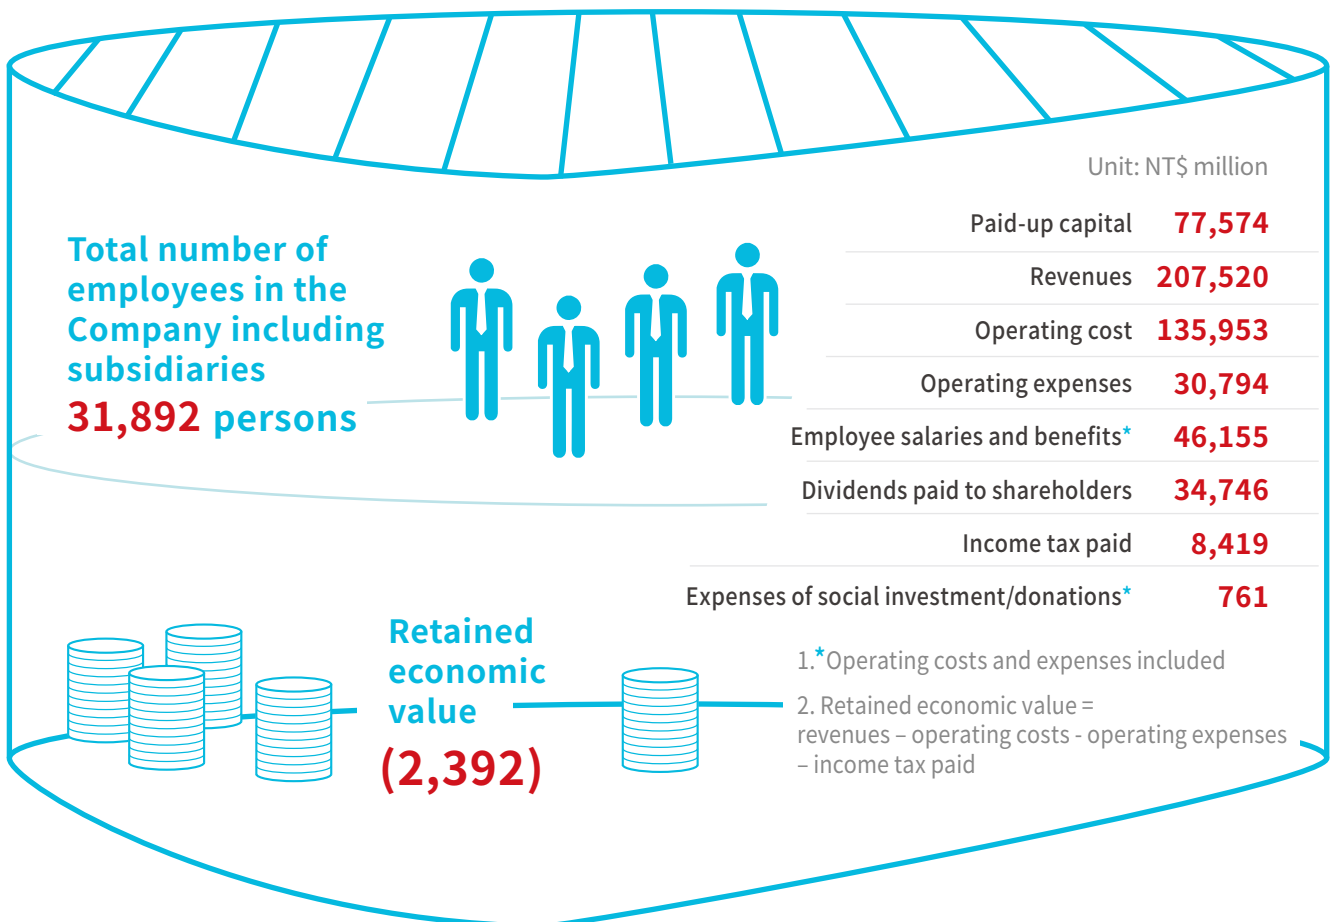 Unit: NT$ million
Total number of
employees in the
Company including
subsidiaries
31,892 persons
Paid-up capital 77,574
Revenues 207,520
Operating cost 135,953
Operating expenses 30,794
Employee salaries and benefits* 46,155
Dividends paid to shareholders 34,746
Income tax paid 8,419
Expenses of social investment/donations* 761
Retained
economic
value
(2,392)
1.*Operating costs and expenses included
2. Retained economic value =
revenues – operating costs - operating expenses
– income tax paid